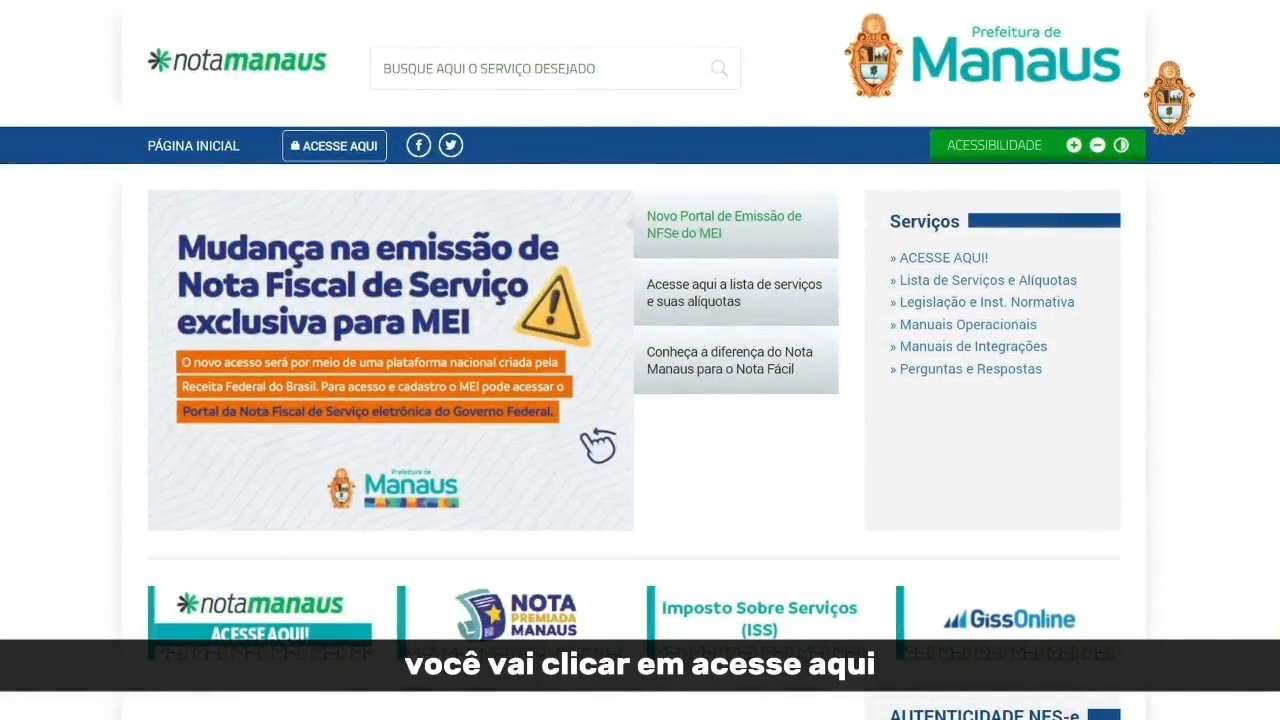 notamanaus
BUSQUE AQUI O SERVIÇO DESEJADO
Prefeitura de
Manaus
PÁGINA INICIAL
ACESSE AQUI
ACESSIBILIDADE
Mudança na emissão de
Nota Fiscal de Serviço
exclusiva para MEI
O novo acesso será por meio de uma plataforma nacional criada pela
Receita Federal do Brasil. Para acesso e cadastro o MEI pode acessar o
Portal da Nota Fiscal de Serviço eletrônica do Governo Federal.
Prefeitura de
Manaus
Novo Portal de Emissão de
NFSe do MEI
Acesse aqui a lista de serviços
e suas alíquotas
Conheça a diferença do Nota
Manaus para o Nota Fácil
Serviços
» ACESSE AQUI!
» Lista de Serviços e Alíquotas
» Legislação e Inst. Normativa
» Manuais Operacionais
» Manuais de Integrações
» Perguntas e Respostas
notamanaus
ACESSE AQUI!
NOTA
PREMIADA
MANAUS
Imposto Sobre Serviços
(ISS)
GissOnline
você vai clicar em acesse aqui
AUTENTICIDADE NFS-e